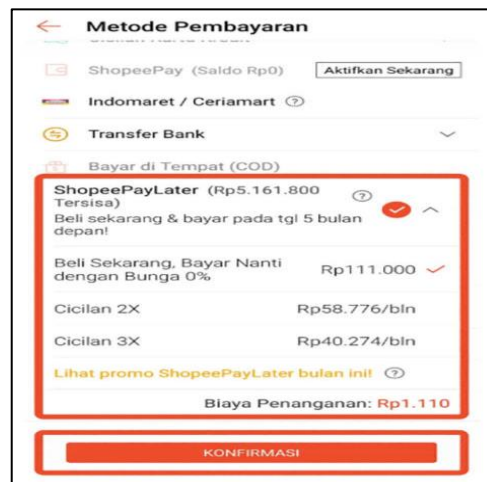 Metode Pembayaran
ShopeePay (Saldo Rp0) Aktifkan Sekarang
Indomaret / Ceriamart ?
Transfer Bank
Bayar di Tempat (COD)
ShopeePayLater (Rp5.161.800 ?
Tersisa)
Beli sekarang & bayar pada tgl 5 bulan
depan!
Beli Sekarang, Bayar Nanti
dengan Bunga 0% Rp111.000
Cicilan 2X Rp58.776/bln
Cicilan 3X Rp40.274/bln
Lihat promo ShopeePayLater bulan ini! ?
Biaya Penanganan: Rp1.110
KONFIRMASI